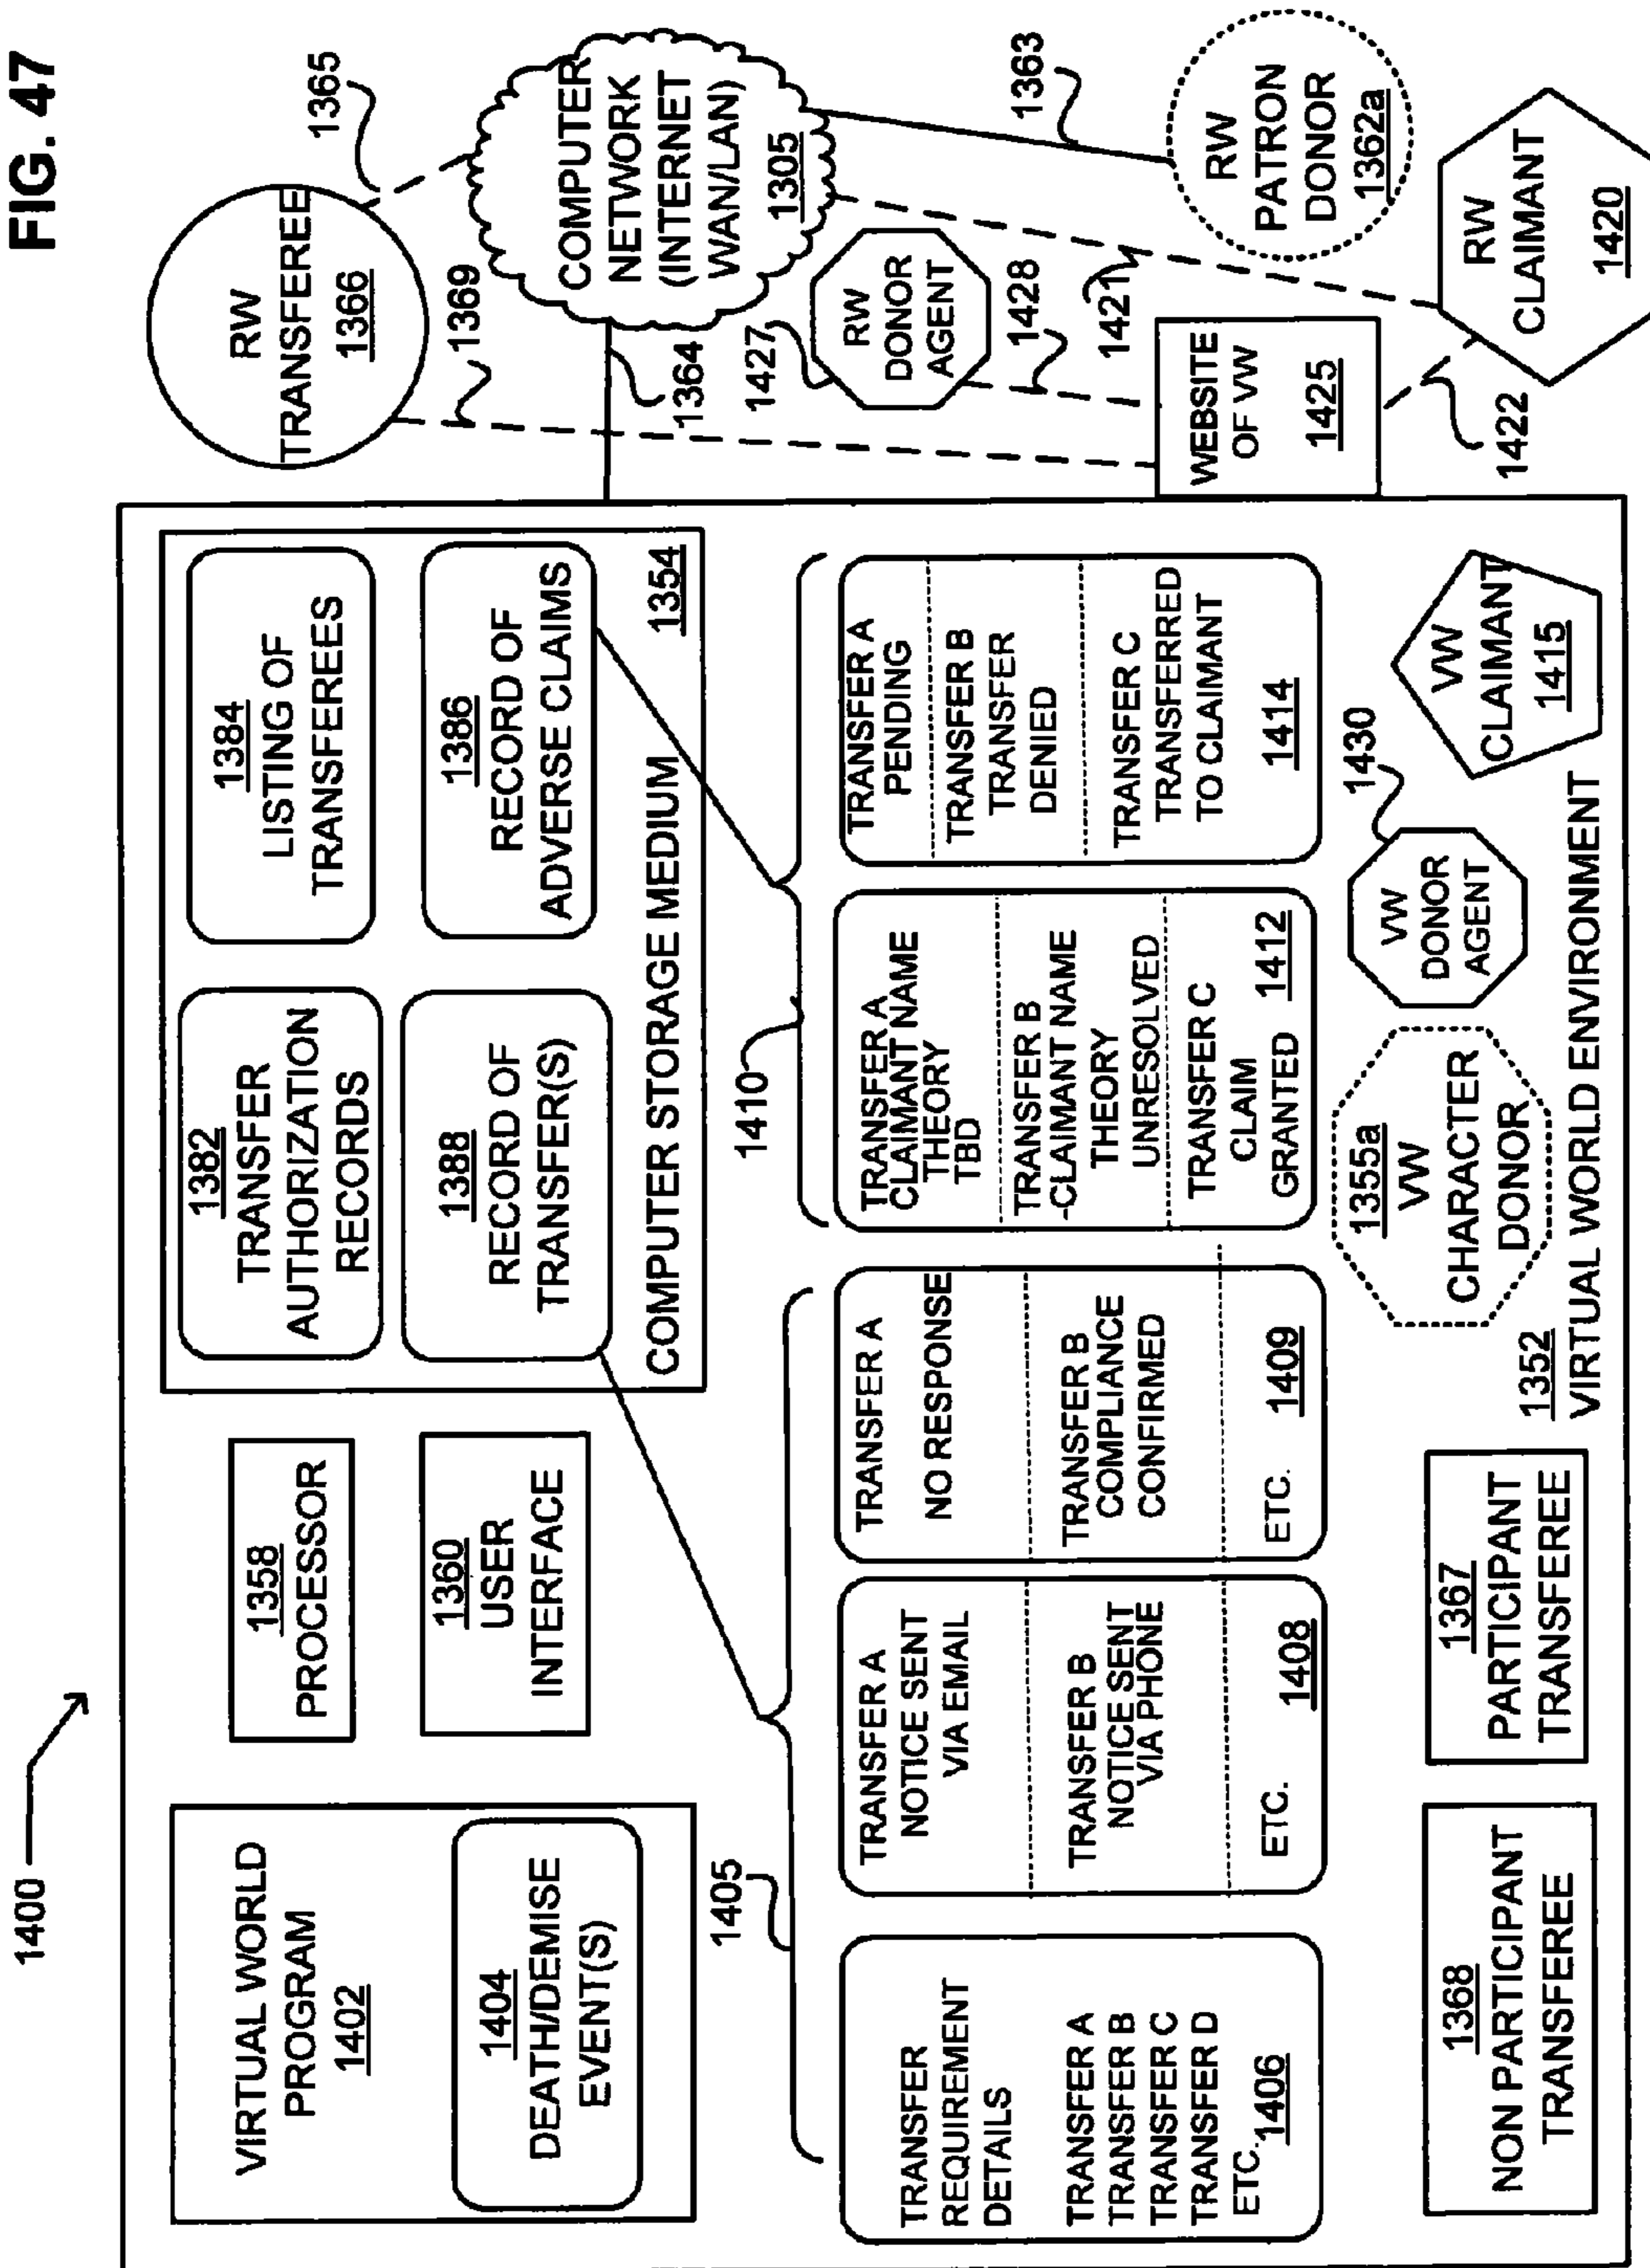 FIG. 47
1400
VIRTUAL WORLD
PROGRAM
1402
1404
DEATH/DEMISE
EVENT(S)
1358
PROCESSOR
1360
USER
INTERFACE
1382
TRANSFER
AUTHORIZATION
RECORDS
1384
LISTING OF
TRANSFEREES
1388
RECORD OF
TRANSFER(S)
1386
RECORD OF
ADVERSE CLAIMS
COMPUTER STORAGE MEDIUM
1354
1405
TRANSFER
REQUIREMENT
DETAILS
TRANSFER A
TRANSFER B
TRANSFER C
TRANSFER D
ETC.
1406
TRANSFER A
NOTICE SENT
VIA EMAIL
TRANSFER B
NOTICE SENT
VIA PHONE
ETC.
1408
TRANSFER A
NO RESPONSE
TRANSFER B
COMPLIANCE
CONFIRMED
ETC.
1409
1410
TRANSFER A
CLAIMANT NAME
THEORY
TBD
TRANSFER B
-CLAIMANT NAME
THEORY
UNRESOLVED
TRANSFER C
CLAIM
GRANTED
1412
TRANSFER A
PENDING
TRANSFER B
TRANSFER
DENIED
TRANSFER C
TRANSFERRED
TO CLAIMANT
1414
1368
NON PARTICIPANT
TRANSFEREE
1367
PARTICIPANT
TRANSFEREE
1352
VIRTUAL WORLD ENVIRONMENT
1355a
VW
CHARACTER
DONOR
1430
VW
DONOR
AGENT
VW
CLAIMANT
1415
RW
TRANSFEREE
1366
1365
1369
COMPUTER
NETWORK
(INTERNET
WAN/LAN)
1305
1364
1427
RW
DONOR
AGENT
1428
1421
1363
WEBSITE
OF VW
1425
1422
RW
PATRON
DONOR
1362a
RW
CLAIMANT
1420